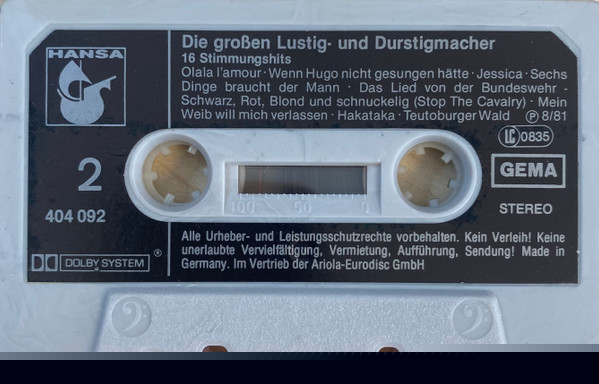 HANSA
Die großen Lustig- und Durstigmacher
16 Stimmungshits
Olala l'amour · Wenn Hugo nicht gesungen hätte · Jessica · Sechs
Dinge braucht der Mann · Das Lied von der Bundeswehr -
Schwarz, Rot, Blond und schnuckelig (Stop The Cavalry) · Mein
Weib will mich verlassen · Hakataka · Teutoburger Wald Ⓟ 8/81
LC 0835
GEMA
STEREO
2
404 092
100 50 0
DOLBY SYSTEM ®
Alle Urheber- und Leistungsschutzrechte vorbehalten. Kein Verleih! Keine
unerlaubte Vervielfältigung, Vermietung, Aufführung, Sendung! Made in
Germany. Im Vertrieb der Ariola-Eurodisc GmbH